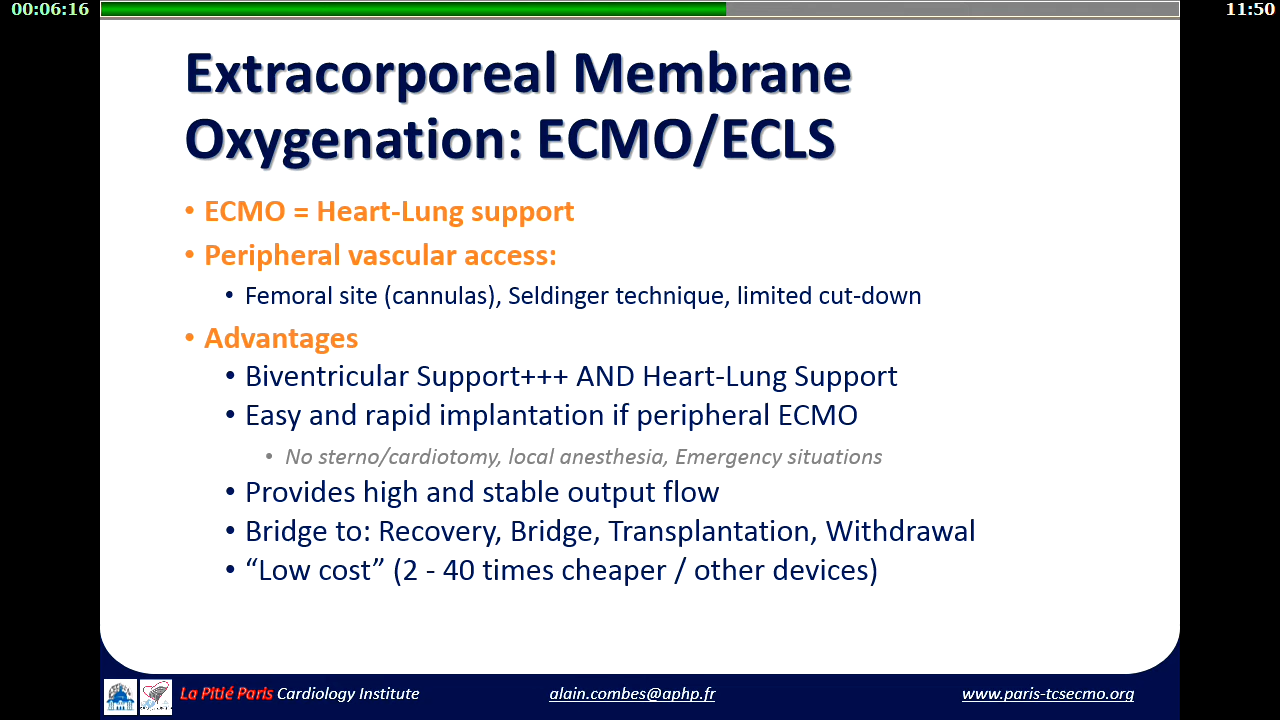 00:06:16
11:50
Extracorporeal Membrane
Oxygenation: ECMO/ECLS
• ECMO = Heart-Lung support
• Peripheral vascular access:
• Femoral site (cannulas), Seldinger technique, limited cut-down
• Advantages
• Biventricular Support+++ AND Heart-Lung Support
• Easy and rapid implantation if peripheral ECMO
• No sterno/cardiotomy, local anesthesia, Emergency situations
• Provides high and stable output flow
• Bridge to: Recovery, Bridge, Transplantation, Withdrawal
• “Low cost” (2 - 40 times cheaper / other devices)
La Pitié Paris Cardiology Institute
alain.combes@aphp.fr
www.paris-tcsecmo.org